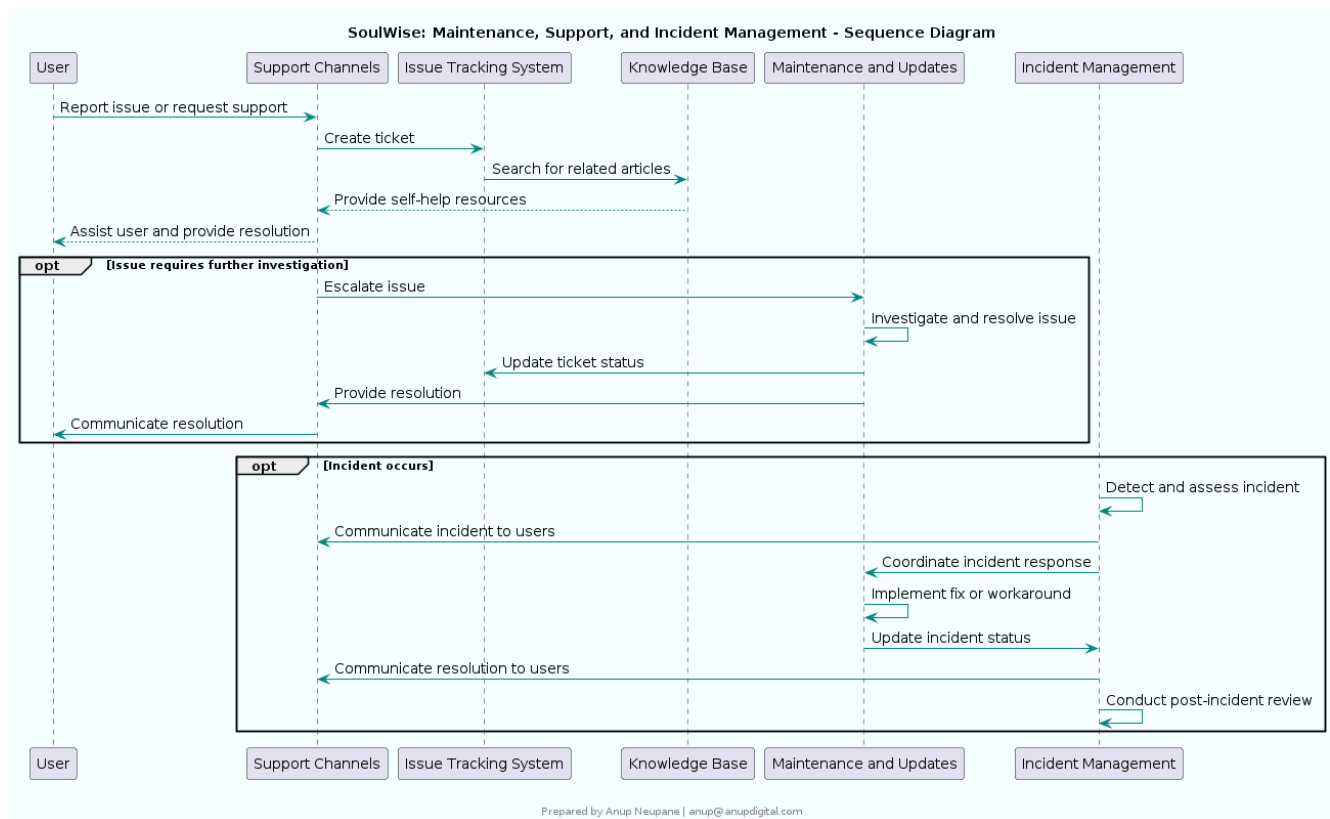 SoulWise: Maintenance, Support, and Incident Management - Sequence Diagram
User
Support Channels
Issue Tracking System
Knowledge Base
Maintenance and Updates
Incident Management
Report issue or request support
Create ticket
Search for related articles
Provide self-help resources
Assist user and provide resolution
opt
[Issue requires further investigation]
Escalate issue
Investigate and resolve issue
Update ticket status
Provide resolution
Communicate resolution
opt
[Incident occurs]
Detect and assess incident
Communicate incident to users
Coordinate incident response
Implement fix or workaround
Update incident status
Communicate resolution to users
Conduct post-incident review
User
Support Channels
Issue Tracking System
Knowledge Base
Maintenance and Updates
Incident Management
Prepared by Anup Neupane | anup@anupdigital.com